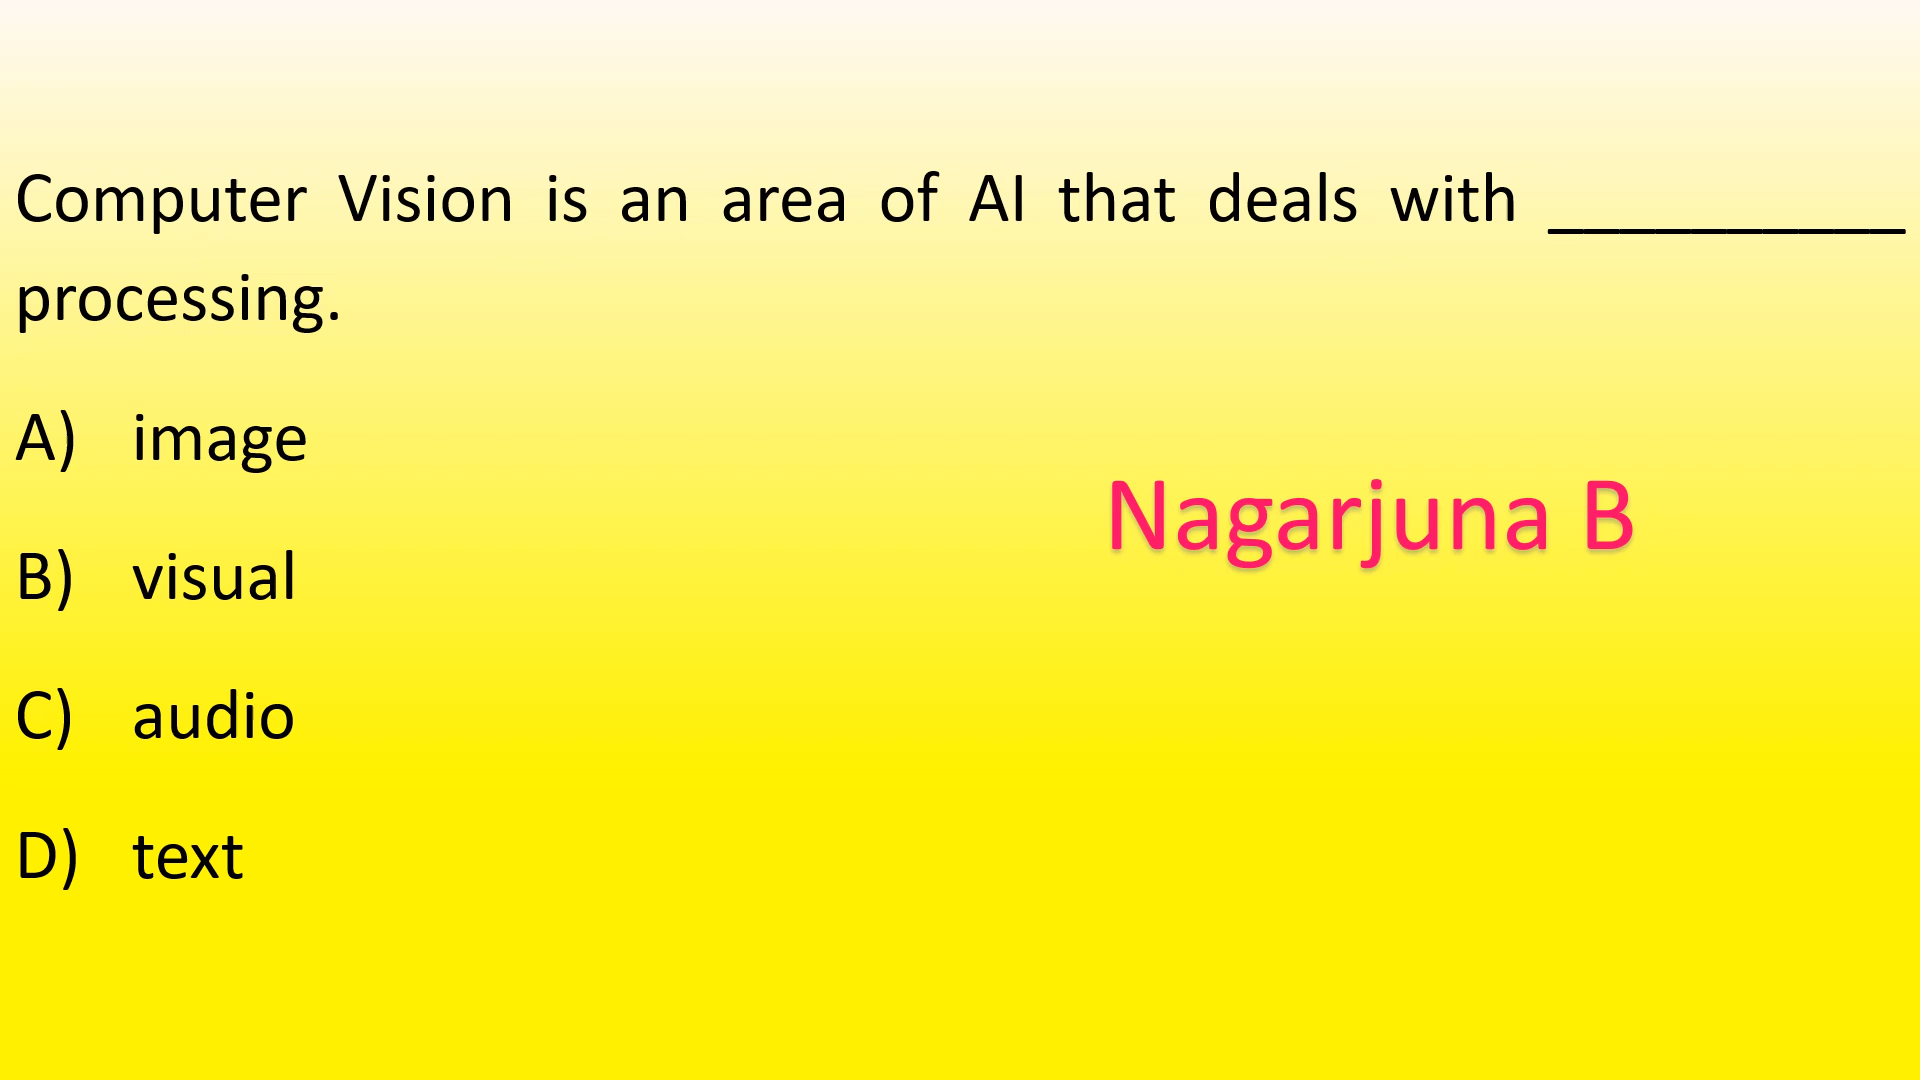 Computer Vision is an area of AI that deals with __________
processing.
A) image
Nagarjuna B
B) visual
C) audio
D) text